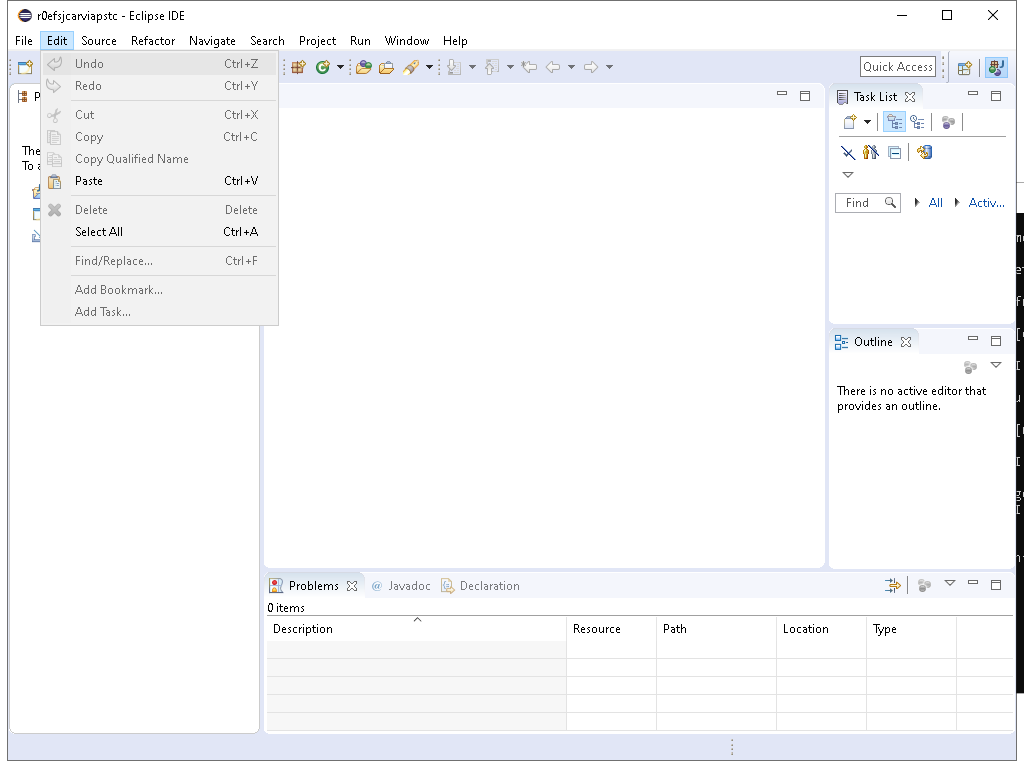 r0efsjcarviapstc - Eclipse IDE
File Edit Source Refactor Navigate Search Project Run Window Help
Quick Access
Undo Ctrl+Z
Redo Ctrl+Y
Cut Ctrl+X
Copy Ctrl+C
Copy Qualified Name
Paste Ctrl+V
Delete Delete
Select All Ctrl+A
Find/Replace... Ctrl+F
Add Bookmark...
Add Task...
To
Task List
Find All Activ...
Outline
There is no active editor that
provides an outline.
Problems @ Javadoc Declaration
0 items
Description Resource Path Location Type